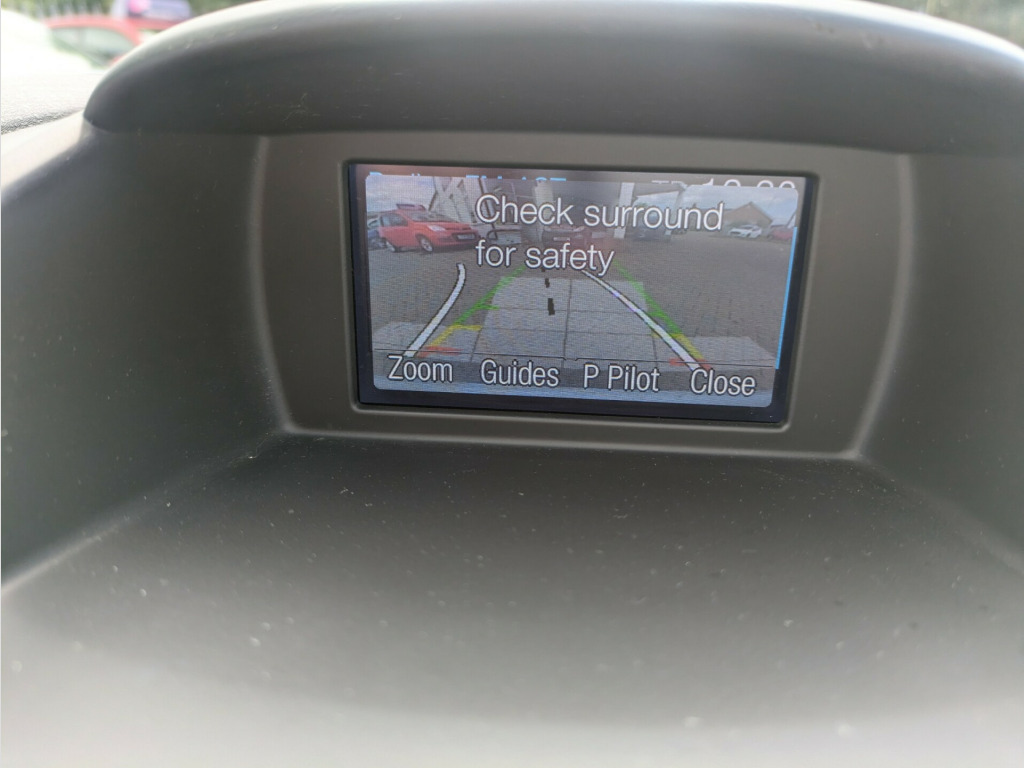 Check surround
for safety
Zoom Guides P Pilot Close